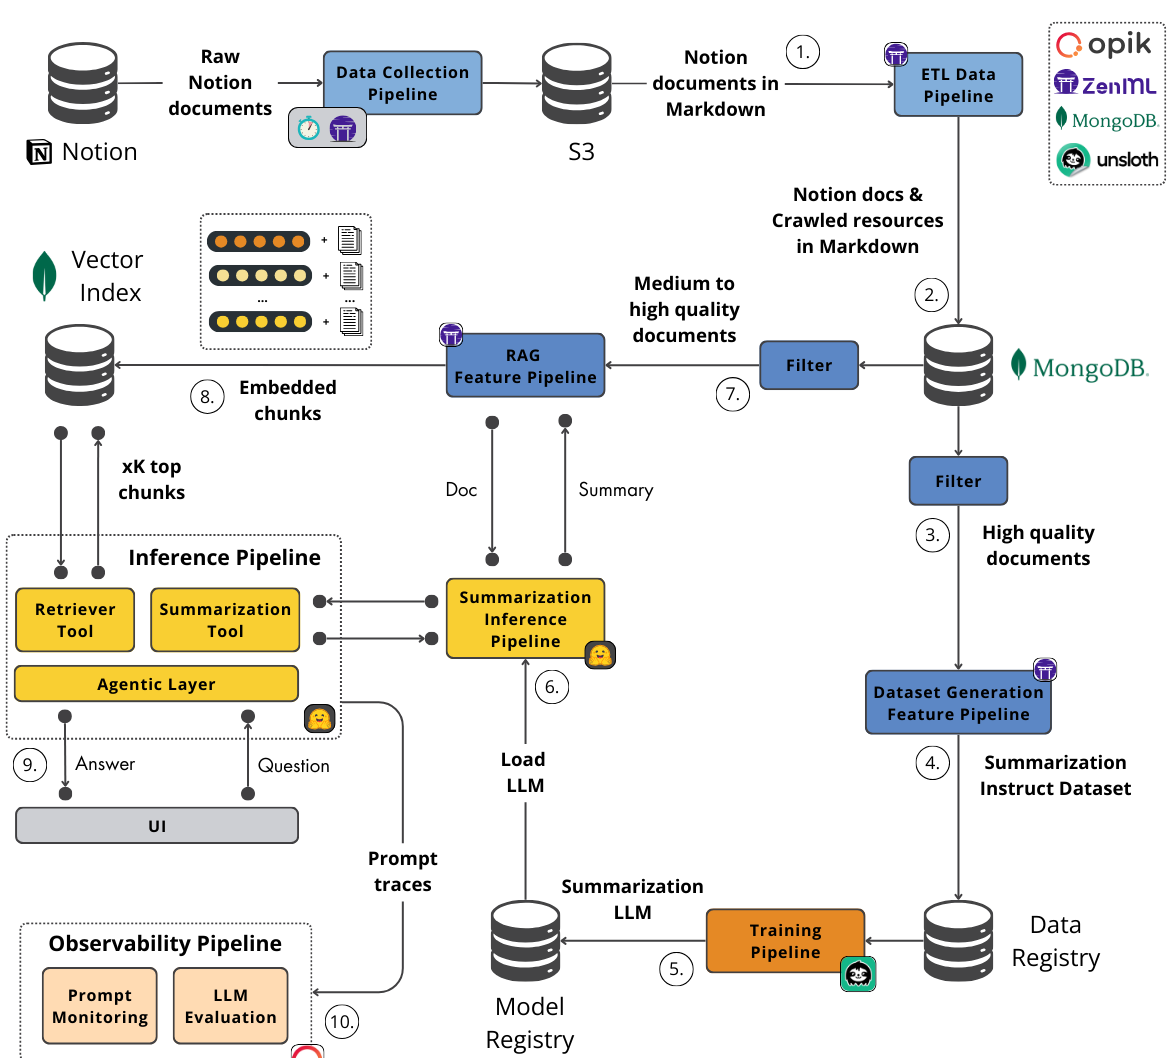 Raw
Notion
documents
Data Collection
Pipeline
Notion
documents in
Markdown
1.
ETL Data
Pipeline
opik
ZenML
MongoDB.
unsloth
N
Notion
S3
Notion docs &
Crawled resources
in Markdown
2.
MongoDB.
Vector
Index
+
+
... ...
+
Medium to
high quality
documents
RAG
Feature Pipeline
Filter
7.
8.
Embedded
chunks
xK top
chunks
Doc
Summary
Filter
3.
High quality
documents
Inference Pipeline
Retriever
Tool
Summarization
Tool
Agentic Layer
Summarization
Inference
Pipeline
6.
Dataset Generation
Feature Pipeline
4.
Summarization
Instruct Dataset
9.
Answer
Question
UI
Load
LLM
Prompt
traces
Summarization
LLM
Training
Pipeline
5.
Data
Registry
Model
Registry
Observability Pipeline
Prompt
Monitoring
LLM
Evaluation
10.